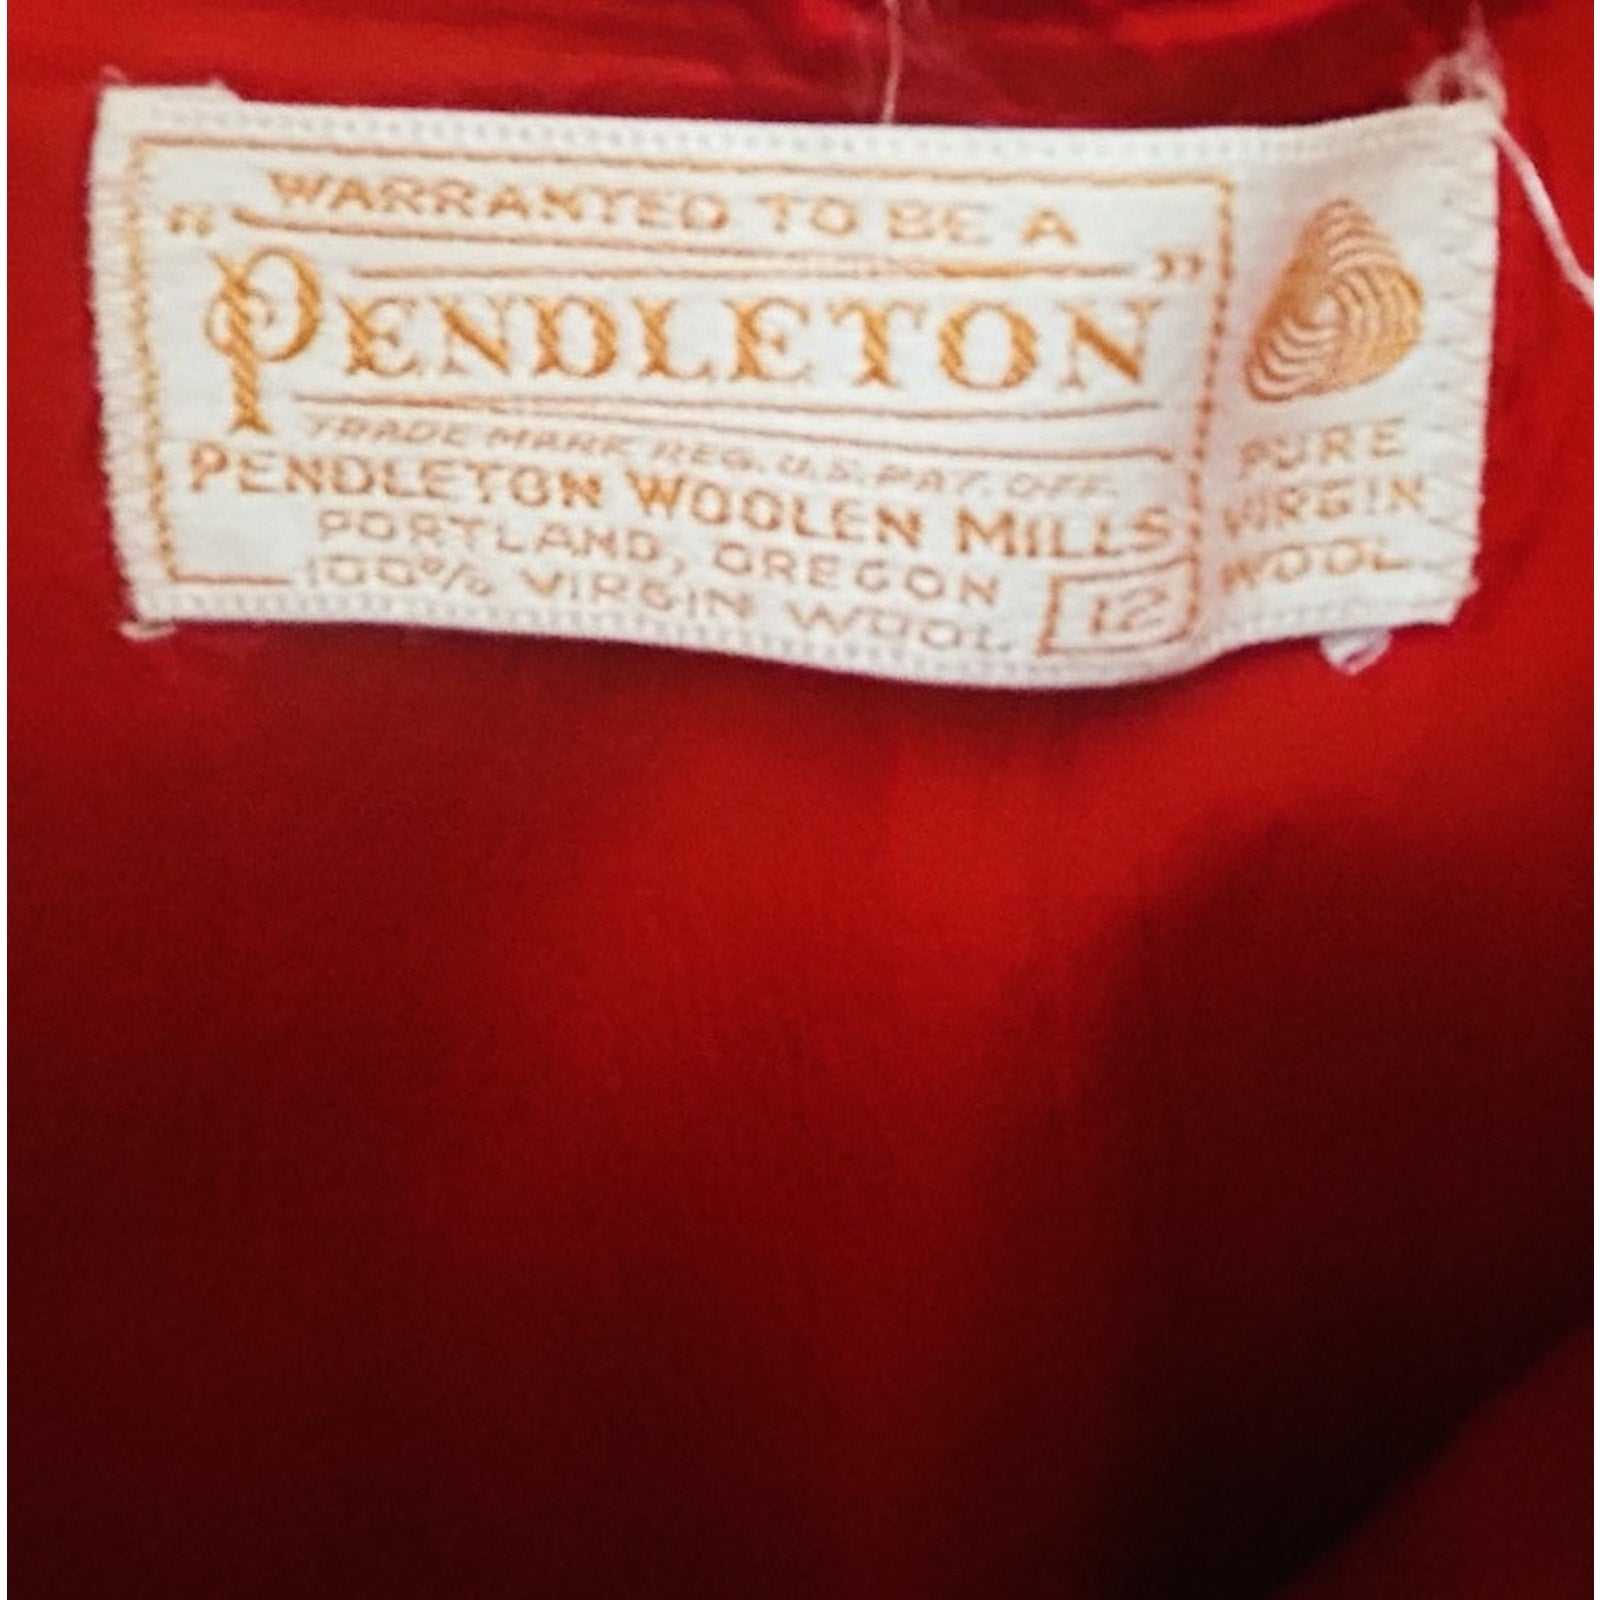 WARRANTED TO BE A
"PENDLETON"
TRADE MARK REG. U.S. PAT. OFF.
PENDLETON WOOLEN MILLS
PORTLAND, OREGON
100% VIRGIN WOOL
12
PURE
VIRGIN
WOOL